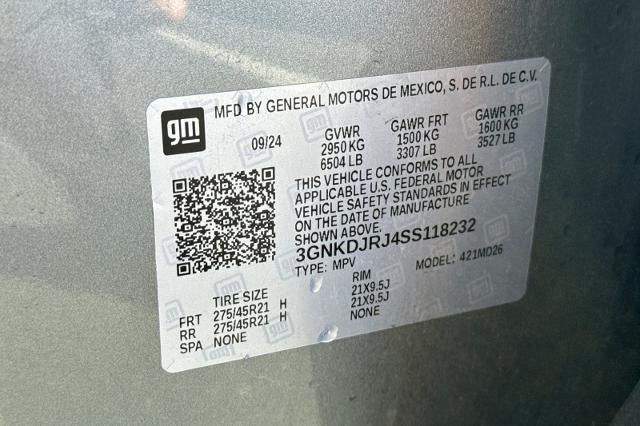 gm
MFD BY GENERAL MOTORS DE MEXICO, S. DE R.L. DE C.V.
09/24
GVWR GAWR FRT GAWR RR
2950 KG 1500 KG 1600 KG
6504 LB 3307 LB 3527 LB
THIS VEHICLE CONFORMS TO ALL
APPLICABLE U.S. FEDERAL MOTOR
VEHICLE SAFETY STANDARDS IN EFFECT
ON THE DATE OF MANUFACTURE
SHOWN ABOVE.
3GNKDJRJ4SS118232
TYPE: MPV MODEL: 421MD26
TIRE SIZE RIM
FRT 275/45R21 H 21X9.5J
RR 275/45R21 H 21X9.5J
SPA NONE NONE